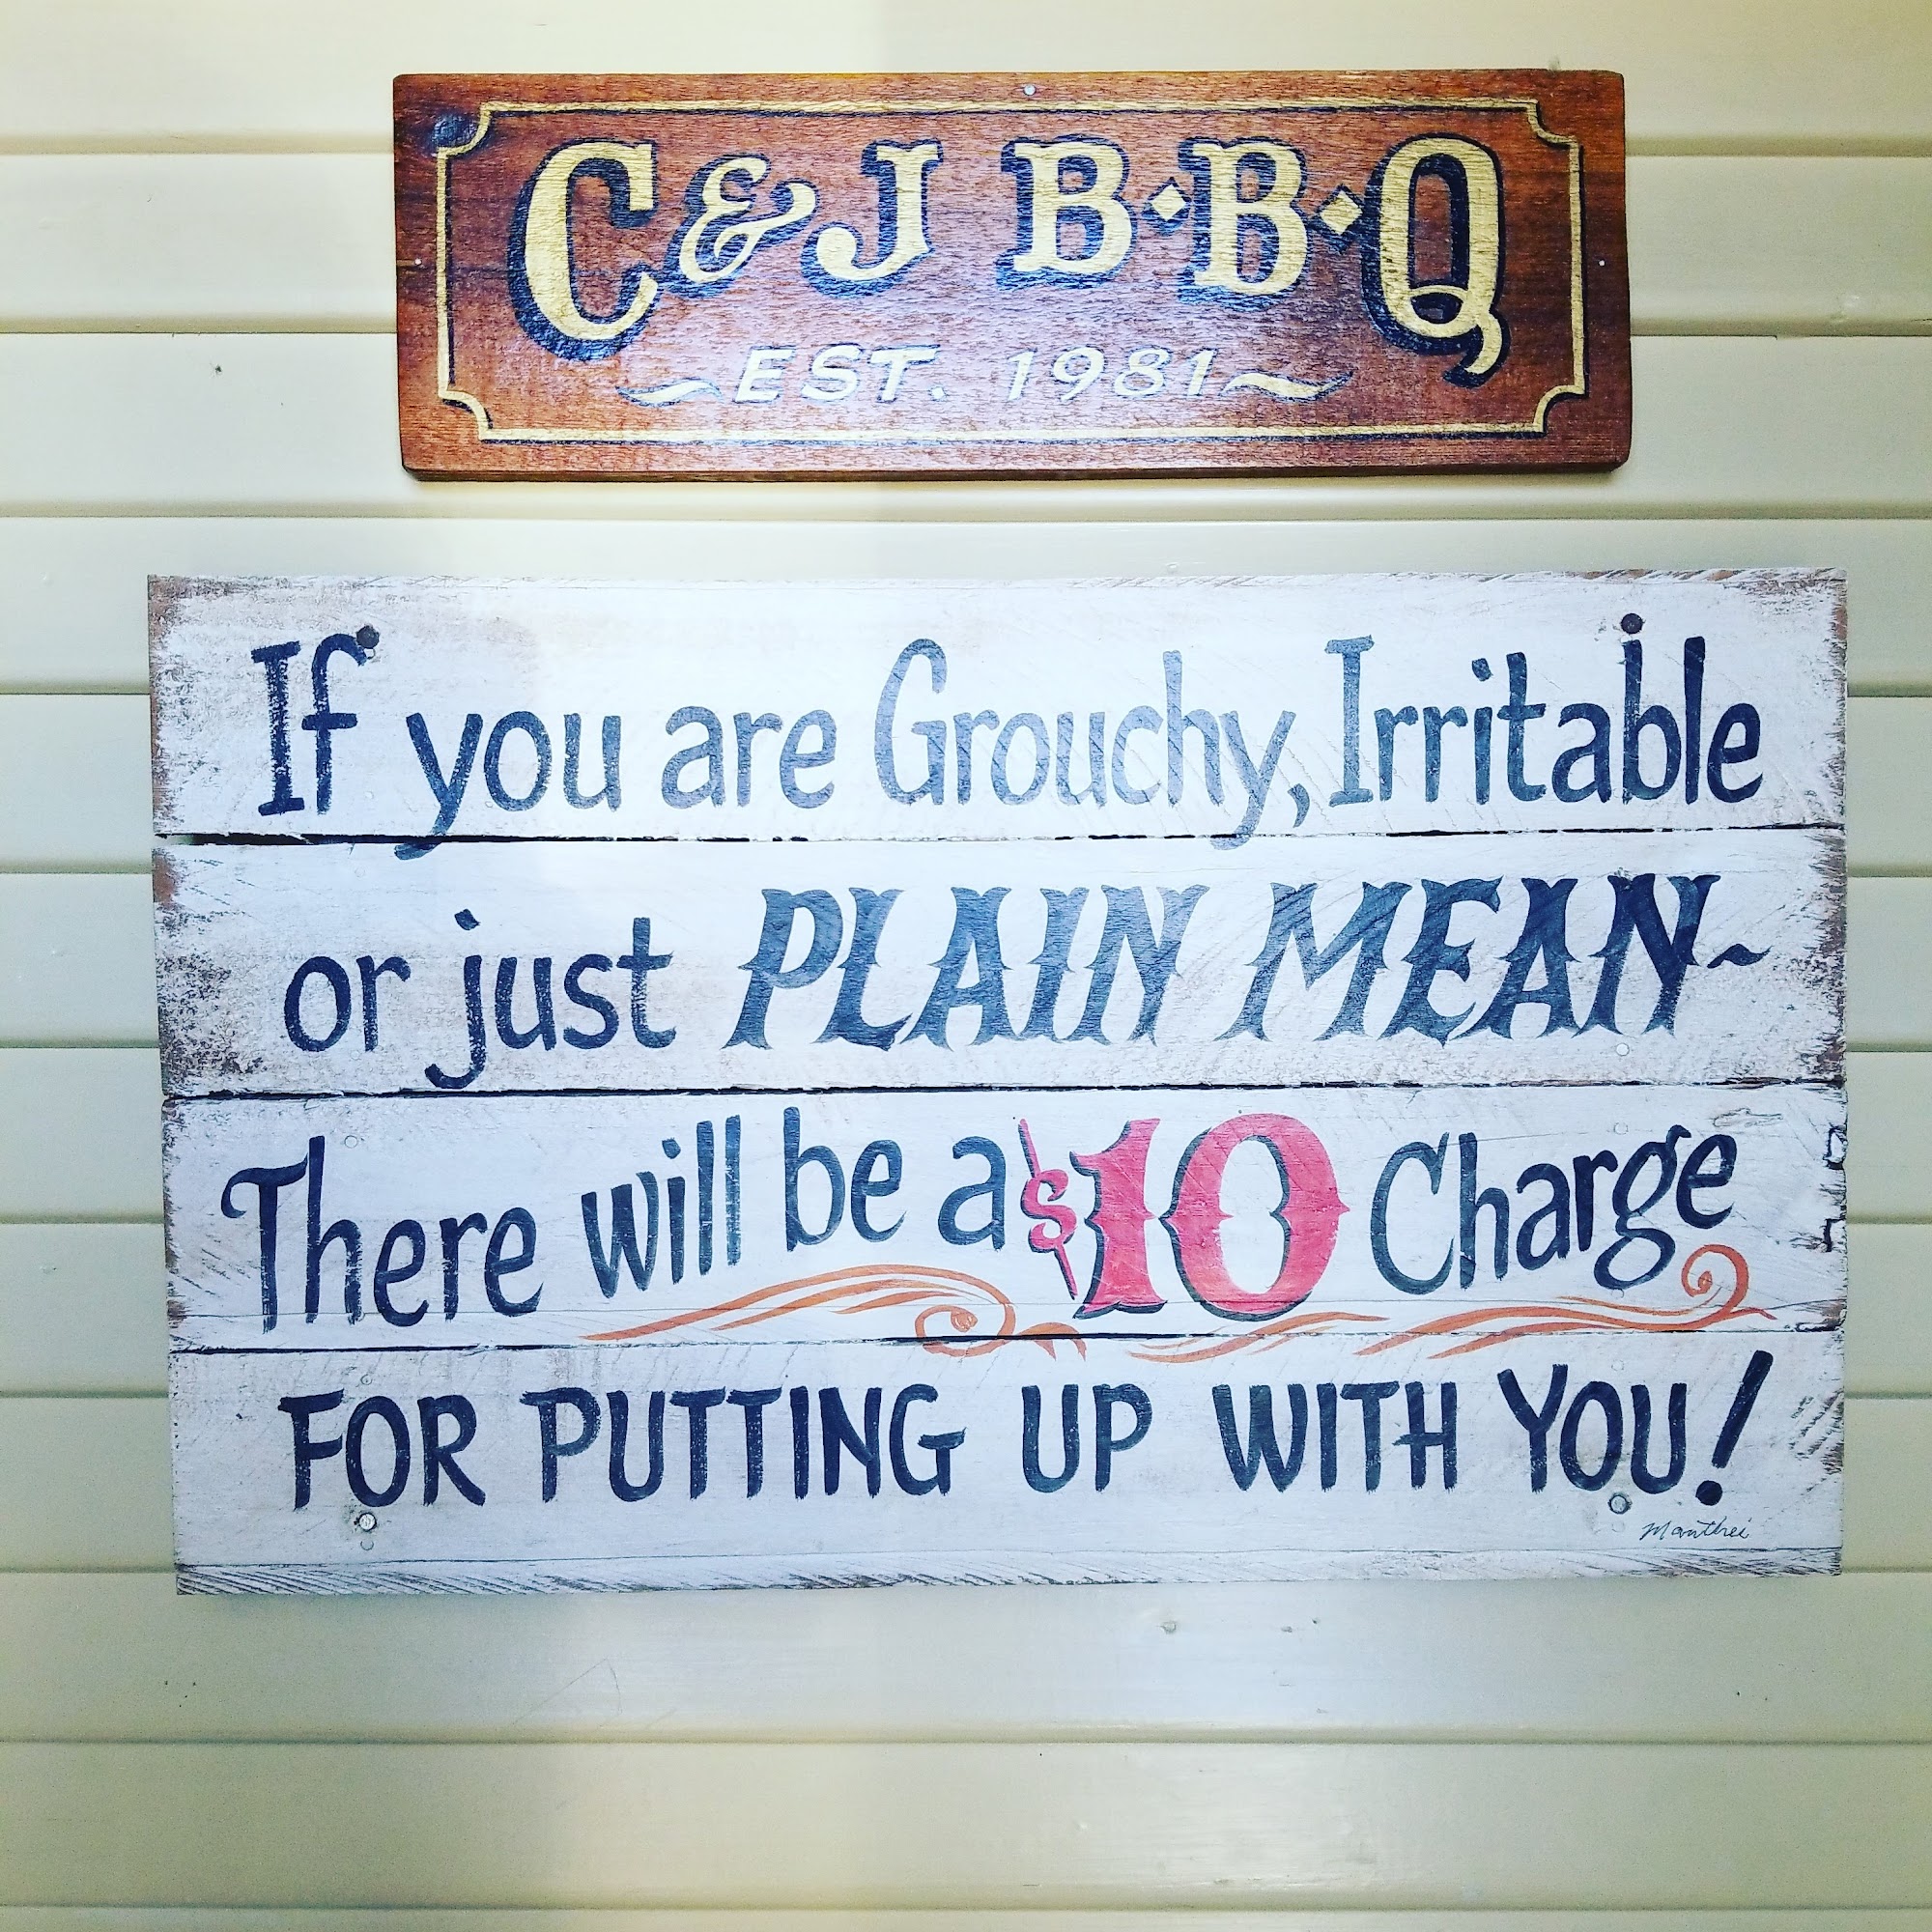 C & J B·B·Q
EST. 1981
If you are Grouchy, Irritable
or just PLAIN MEAN~
There will be a $10 Charge
FOR PUTTING UP WITH YOU!
Manthei